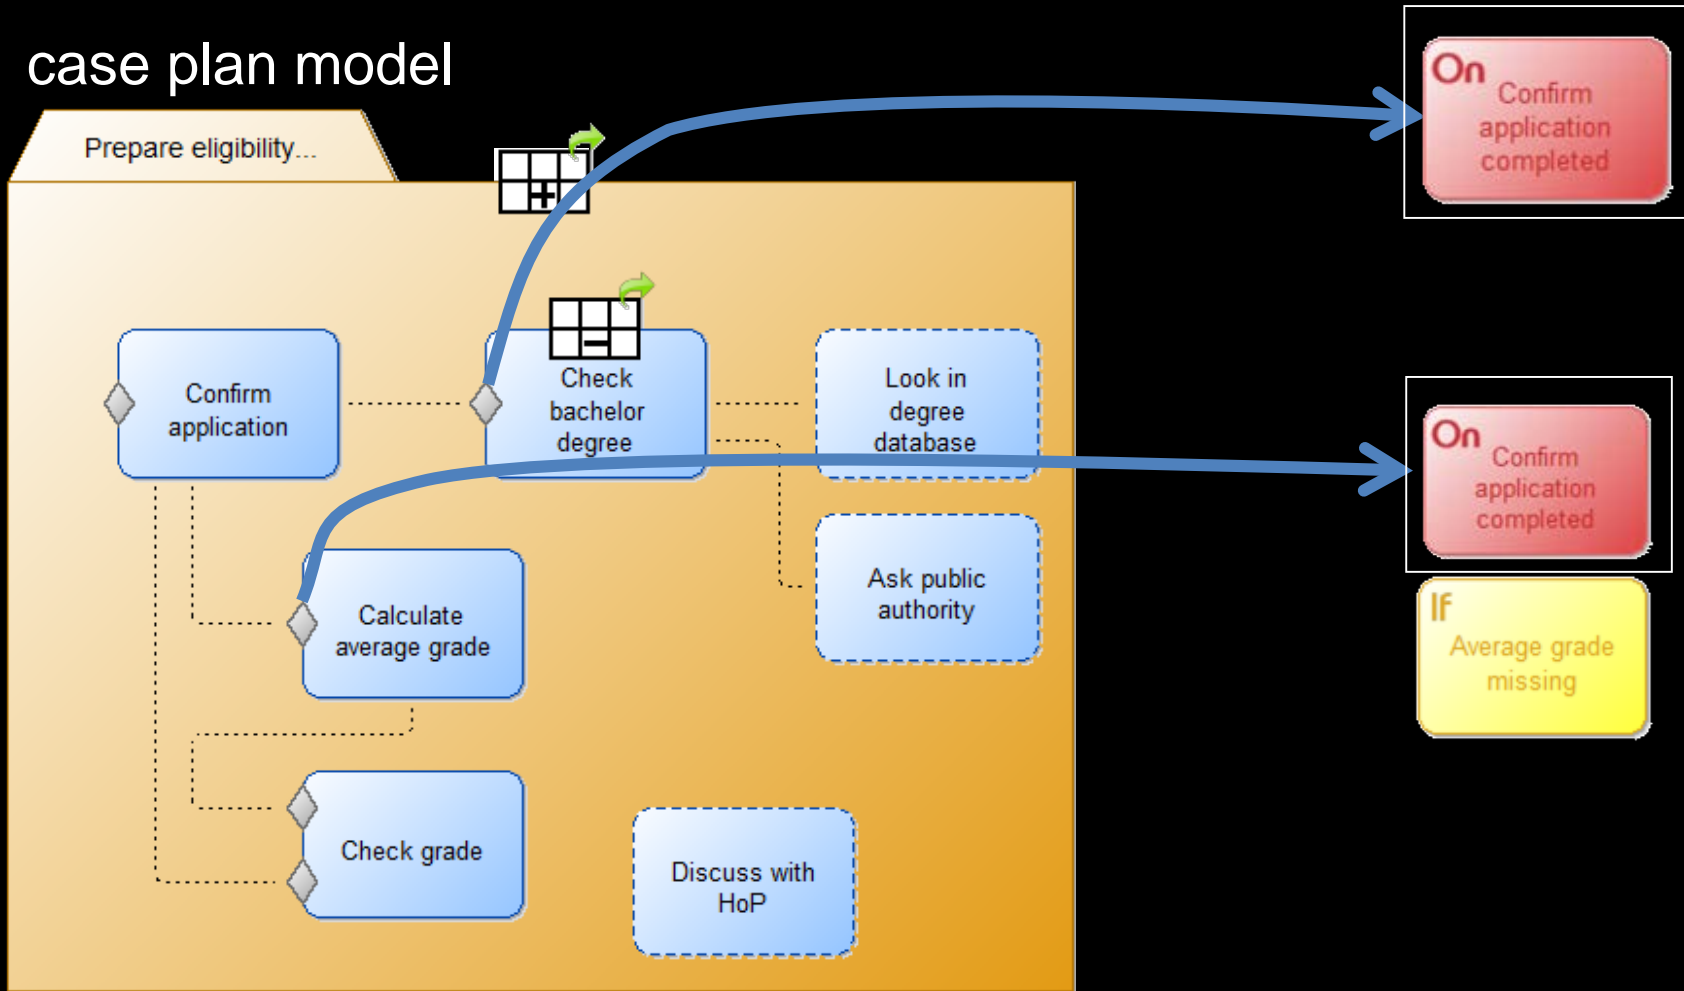 case plan model
Prepare eligibility...
On
Confirm
application
completed
Confirm
application
Check
bachelor
degree
Look in
degree
database
On
Confirm
application
completed
Ask public
authority
If
Average grade
missing
Calculate
average grade
Check grade
Discuss with
HoP